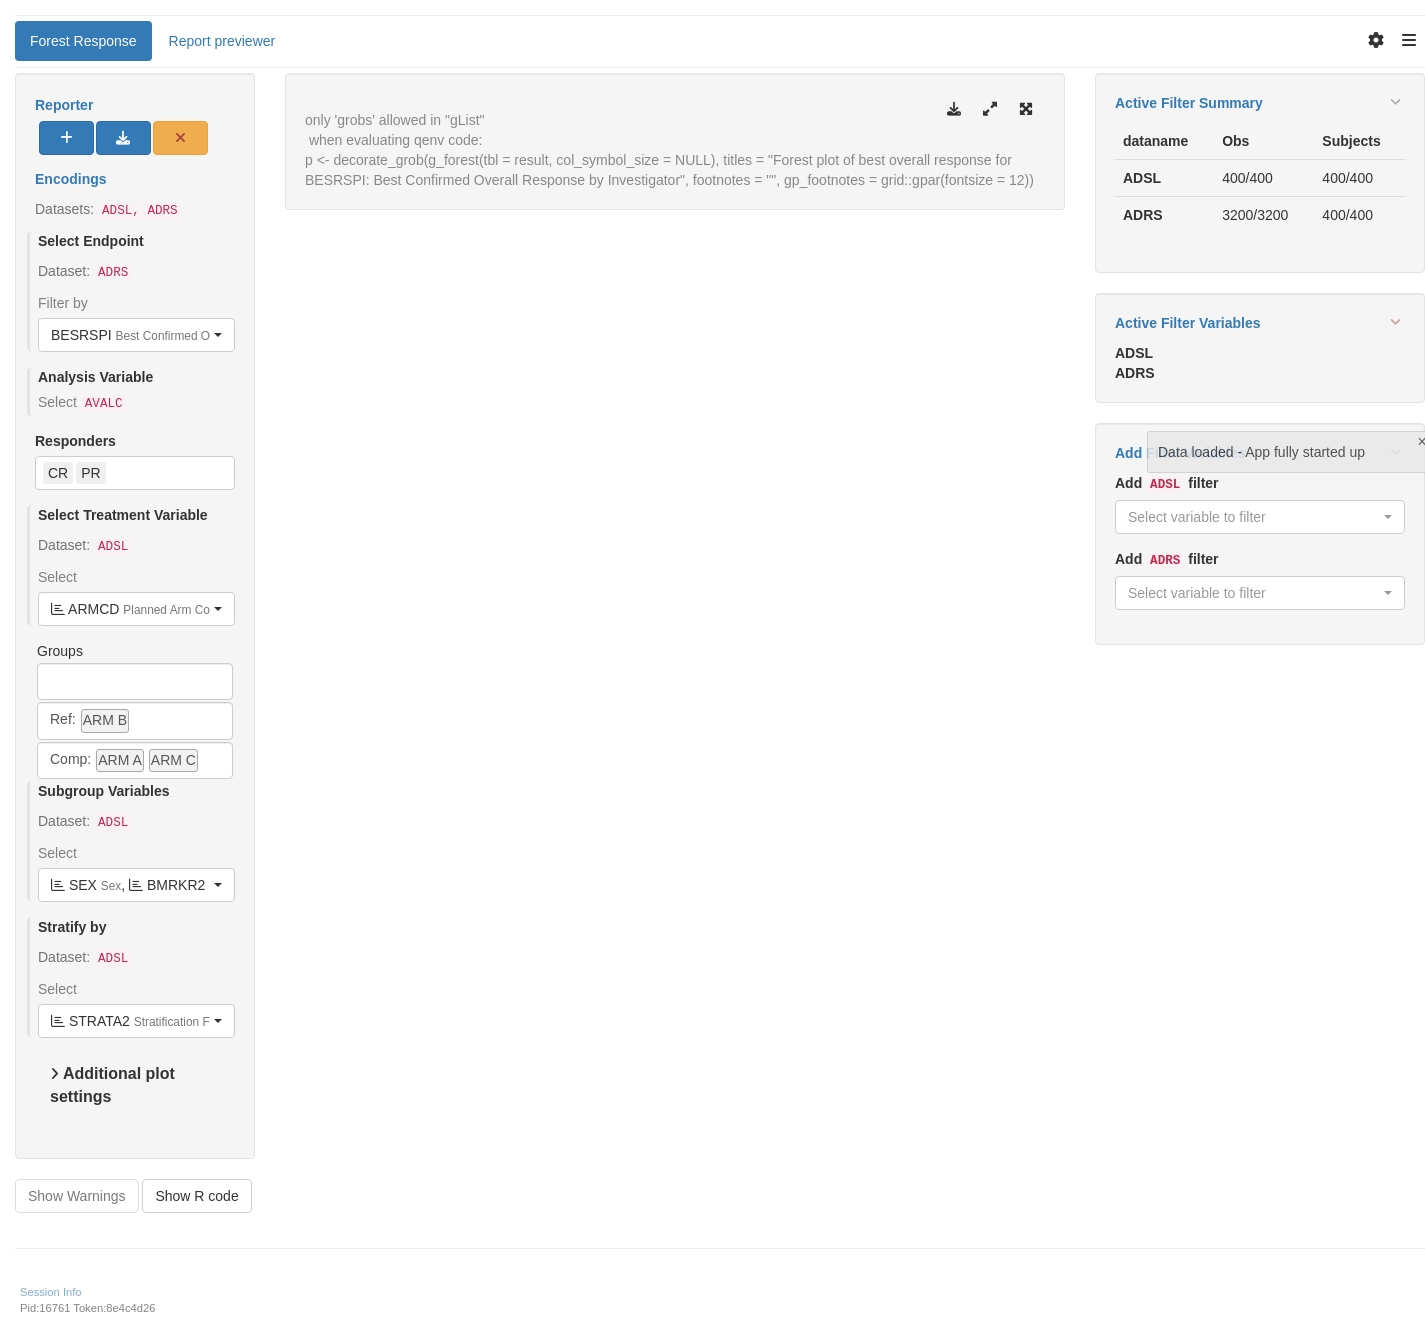 Forest Response
Report previewer
Reporter
Encodings
Datasets: ADSL, ADRS
Select Endpoint
Dataset: ADRS
Filter by
BESRSPI Best Confirmed O
Analysis Variable
Select AVALC
Responders
CR PR
Select Treatment Variable
Dataset: ADSL
Select
ARMCD Planned Arm Co
Groups
Ref: ARM B
Comp: ARM A ARM C
Subgroup Variables
Dataset: ADSL
Select
SEX Sex, BMRKR2
Stratify by
Dataset: ADSL
Select
STRATA2 Stratification F
Additional plot
settings
Show Warnings
Show R code
only 'grobs' allowed in "gList"
when evaluating qenv code:
p <- decorate_grob(g_forest(tbl = result, col_symbol_size = NULL), titles = "Forest plot of best overall response for
BESRSPI: Best Confirmed Overall Response by Investigator", footnotes = "", gp_footnotes = grid::gpar(fontsize = 12))
Active Filter Summary
dataname Obs Subjects
ADSL 400/400 400/400
ADRS 3200/3200 400/400
Active Filter Variables
ADSL
ADRS
Add
Data loaded - App fully started up
Add ADSL filter
Select variable to filter
Add ADRS filter
Select variable to filter
Session Info
Pid:16761 Token:8e4c4d26